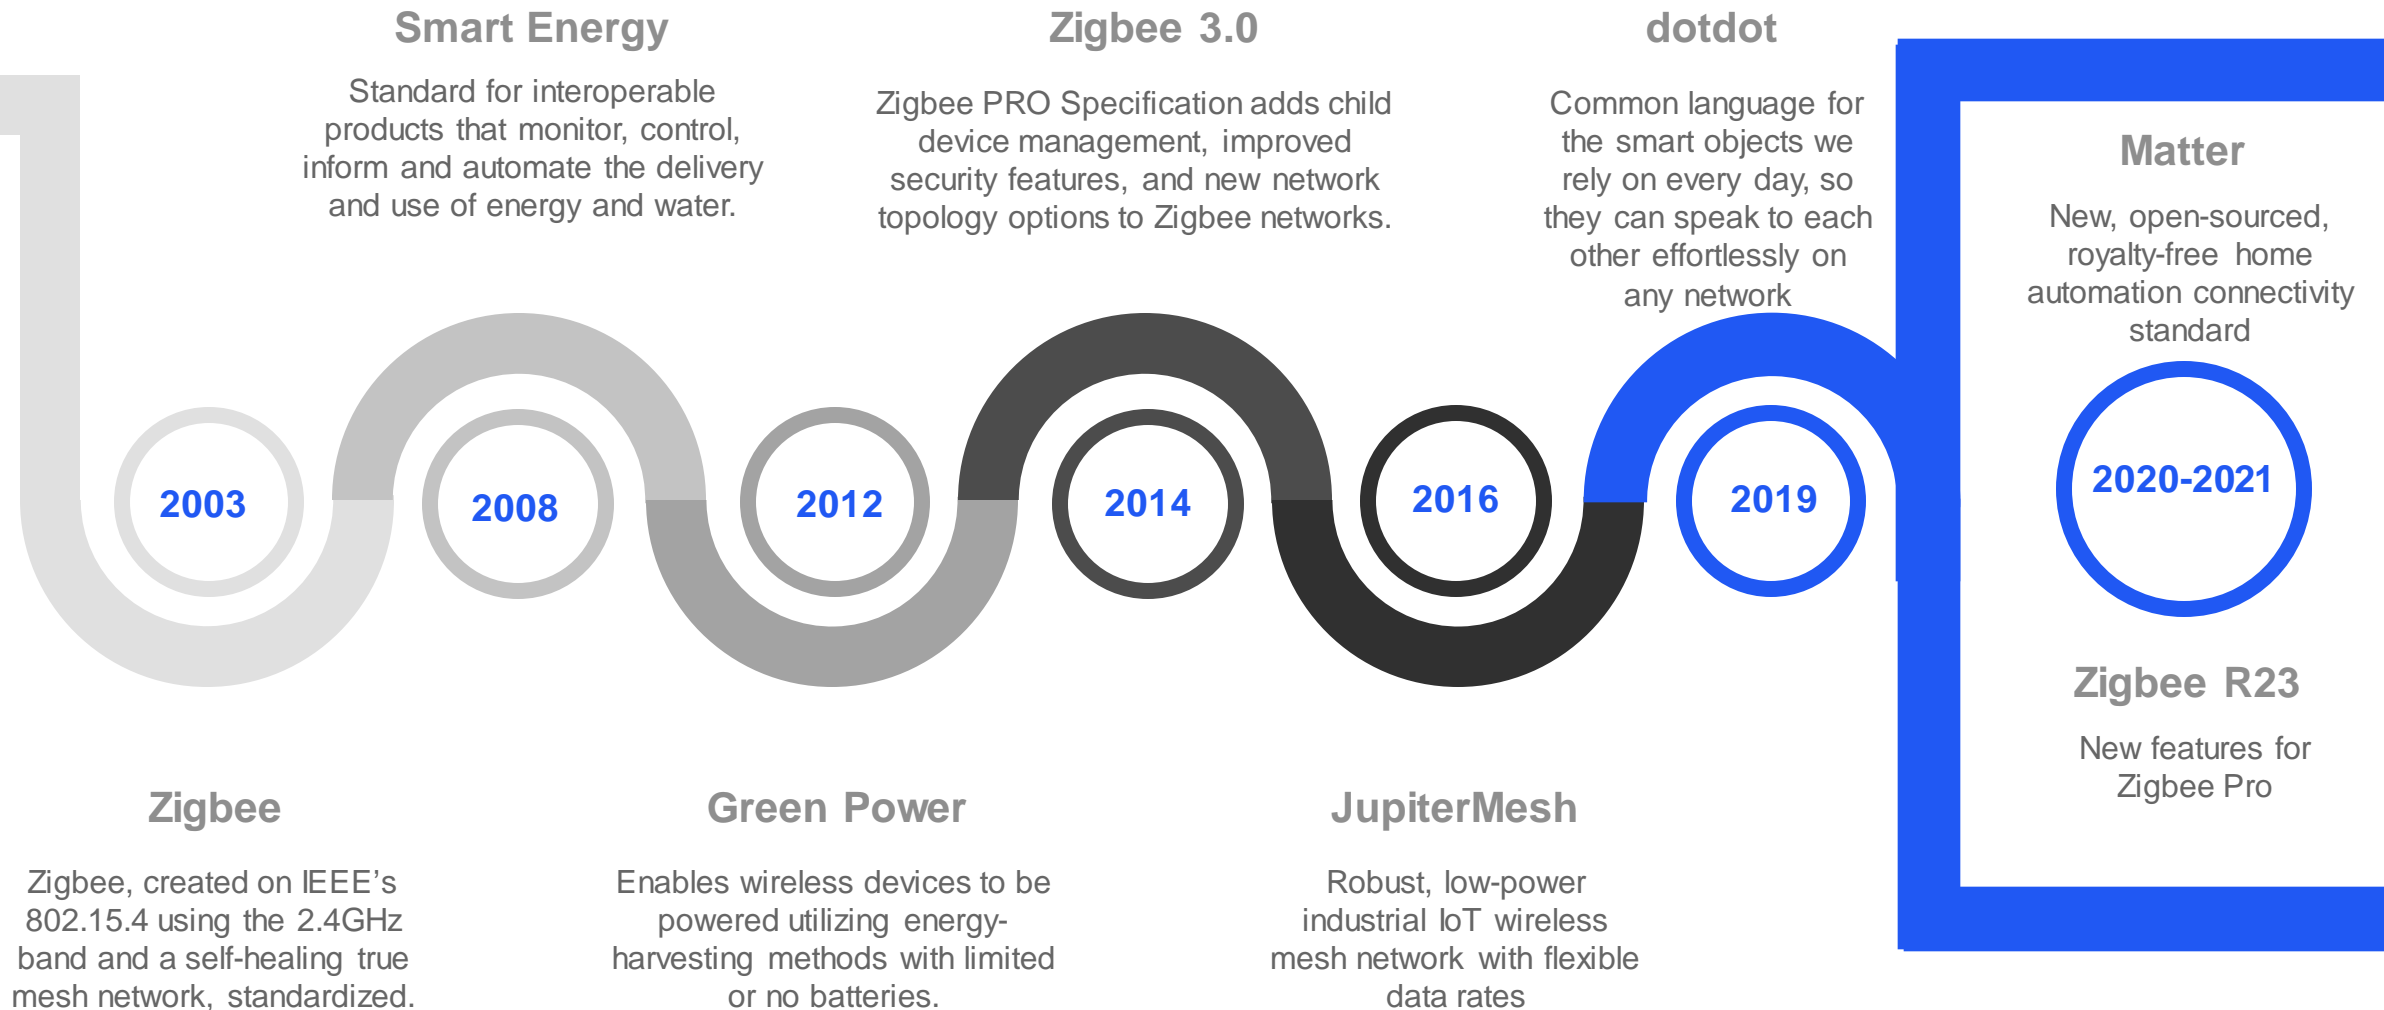 Smart Energy
Standard for interoperable
products that monitor, control,
inform and automate the delivery
and use of energy and water.
Zigbee 3.0
Zigbee PRO Specification adds child
device management, improved
security features, and new network
topology options to Zigbee networks.
dotdot
Common language for
the smart objects we
rely on every day, so
they can speak to each
other effortlessly on
any network
Matter
New, open-sourced,
royalty-free home
automation connectivity
standard
2003
2008
2012
2014
2016
2019
2020-2021
Zigbee R23
New features for
Zigbee Pro
Zigbee
Zigbee, created on IEEE’s
802.15.4 using the 2.4GHz
band and a self-healing true
mesh network, standardized.
Green Power
Enables wireless devices to be
powered utilizing energy-
harvesting methods with limited
or no batteries.
JupiterMesh
Robust, low-power
industrial IoT wireless
mesh network with flexible
data rates